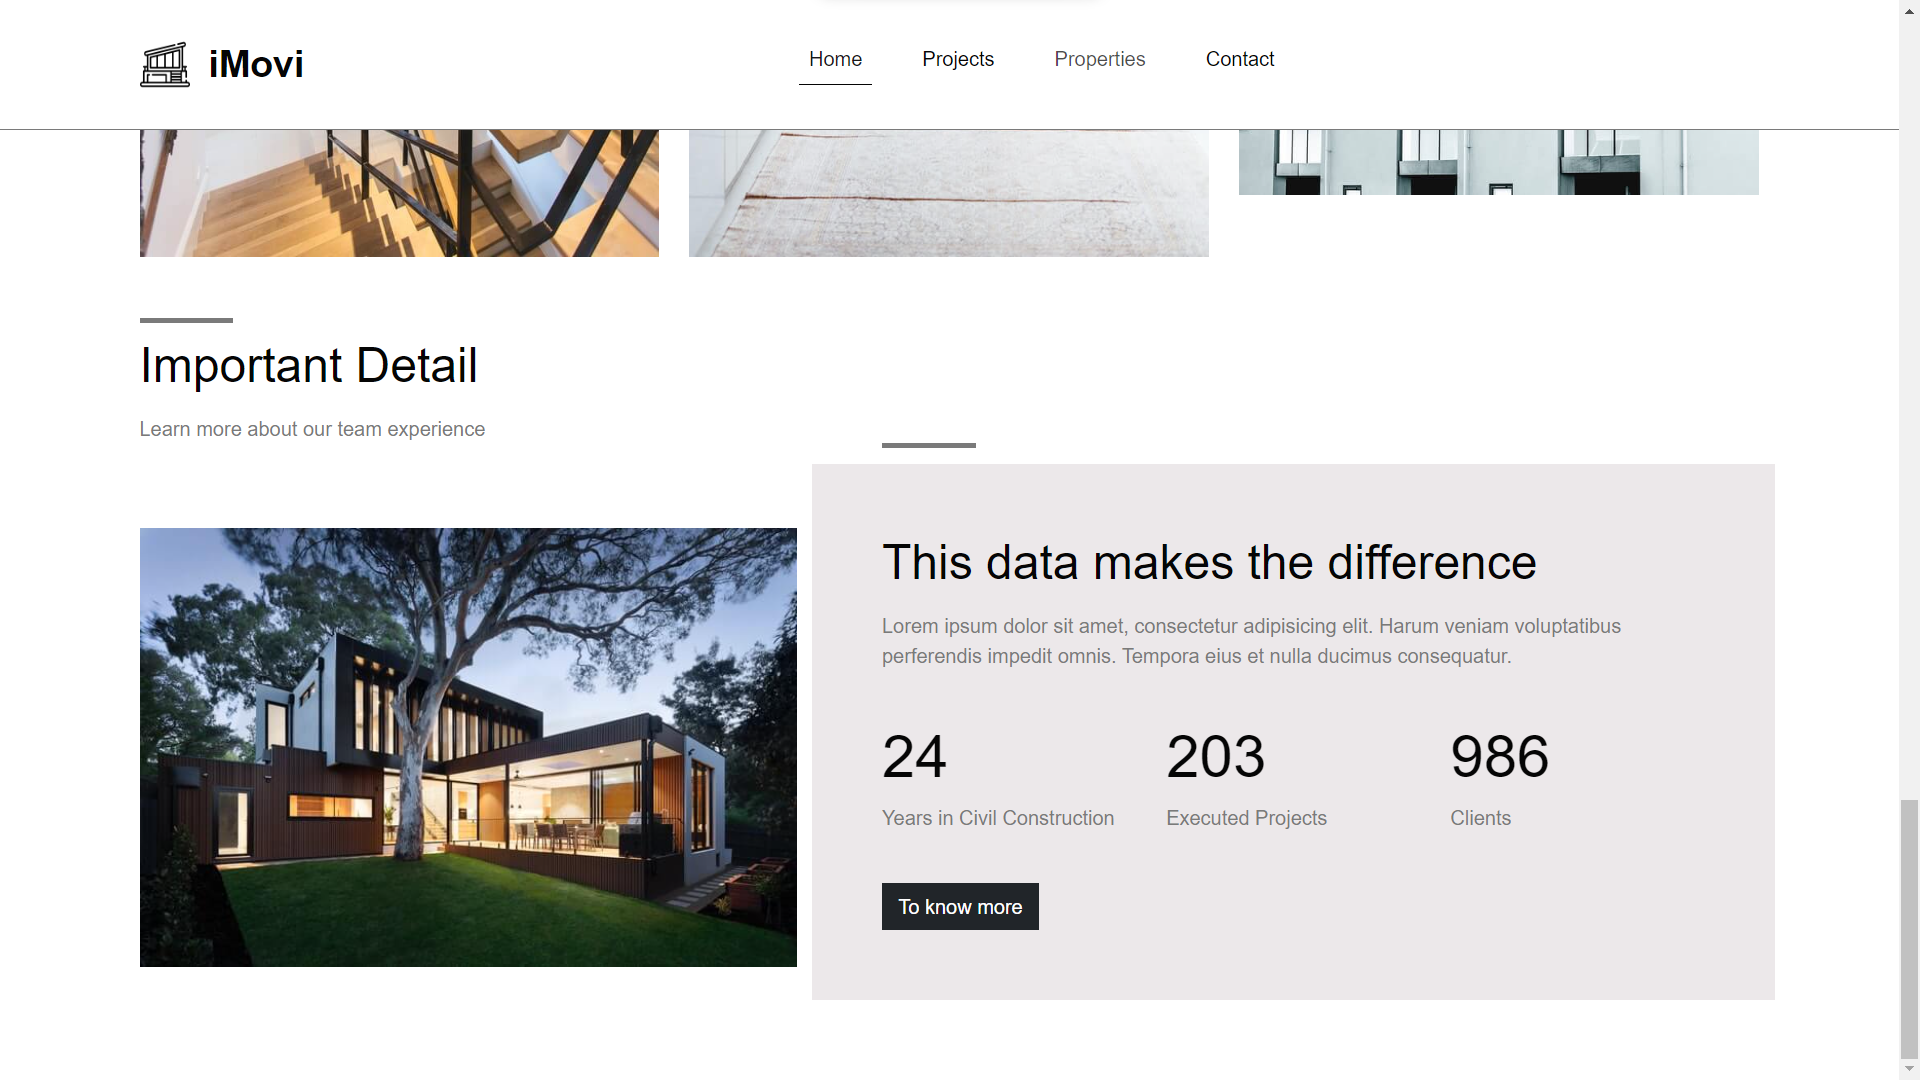 iMovi
Home
Projects
Properties
Contact
Important Detail
Learn more about our team experience
This data makes the difference
Lorem ipsum dolor sit amet, consectetur adipisicing elit. Harum veniam voluptatibus
perferendis impedit omnis. Tempora eius et nulla ducimus consequatur.
24
Years in Civil Construction
203
Executed Projects
986
Clients
To know more